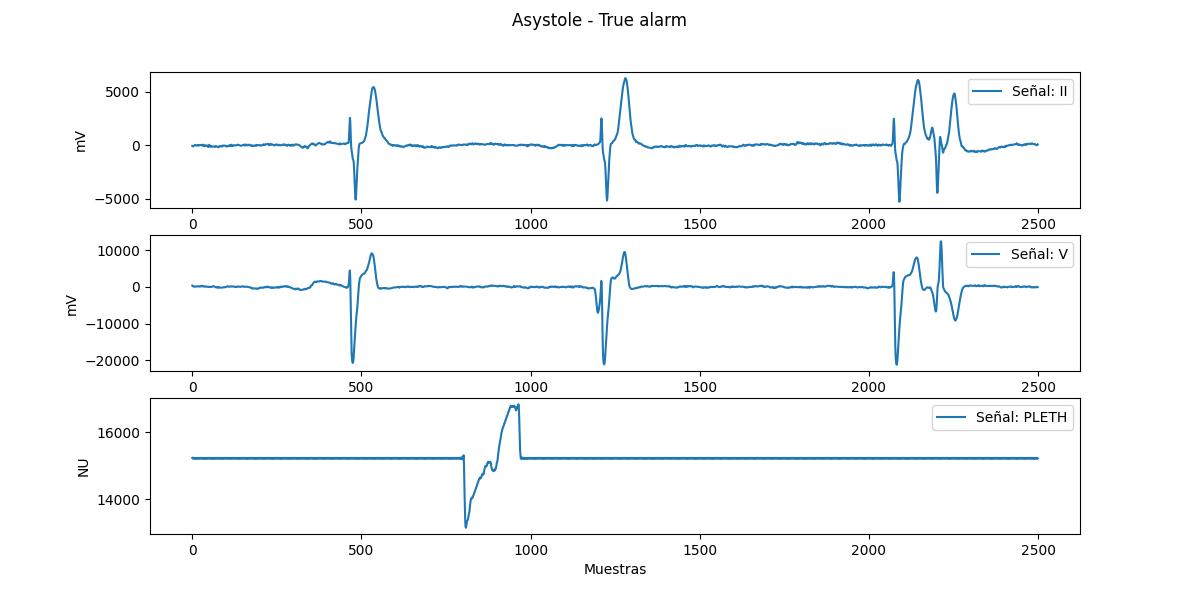 Asystole - True alarm
Señal: II
mV
5000
0
−5000
0 500 1000 1500 2000 2500
Señal: V
mV
10000
0
−10000
−20000
0 500 1000 1500 2000 2500
Señal: PLETH
NU
16000
14000
0 500 1000 1500 2000 2500
Muestras